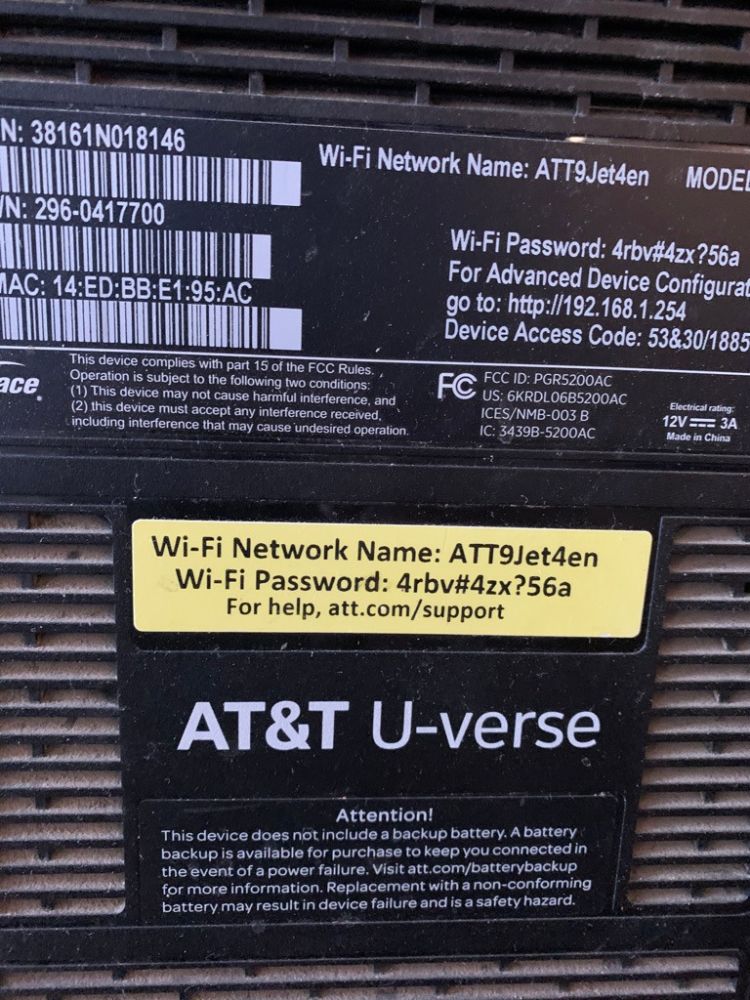 N: 38161N018146
/N: 296-0417700
MAC: 14:ED:BB:E1:95:AC
Wi-Fi Network Name: ATT9Jet4en MODEL
Wi-Fi Password: 4rbv#4zx?56a
For Advanced Device Configurat
go to: http://192.168.1.254
Device Access Code: 53&30/1885
ace
This device complies with part 15 of the FCC Rules.
Operation is subject to the following two conditions:
(1) This device may not cause harmful interference, and
(2) this device must accept any interference received,
including interference that may cause undesired operation.
FC
FCC ID: PGR5200AC
US: 6KRDL06B5200AC
ICES/NMB-003 B
IC: 3439B-5200AC
Electrical rating:
12V 3A
Made in China
Wi-Fi Network Name: ATT9Jet4en
Wi-Fi Password: 4rbv#4zx?56a
For help, att.com/support
AT&T U-verse
Attention!
This device does not include a backup battery. A battery
backup is available for purchase to keep you connected in
the event of a power failure. Visit att.com/batterybackup
for more information. Replacement with a non-conforming
battery may result in device failure and is a safety hazard.